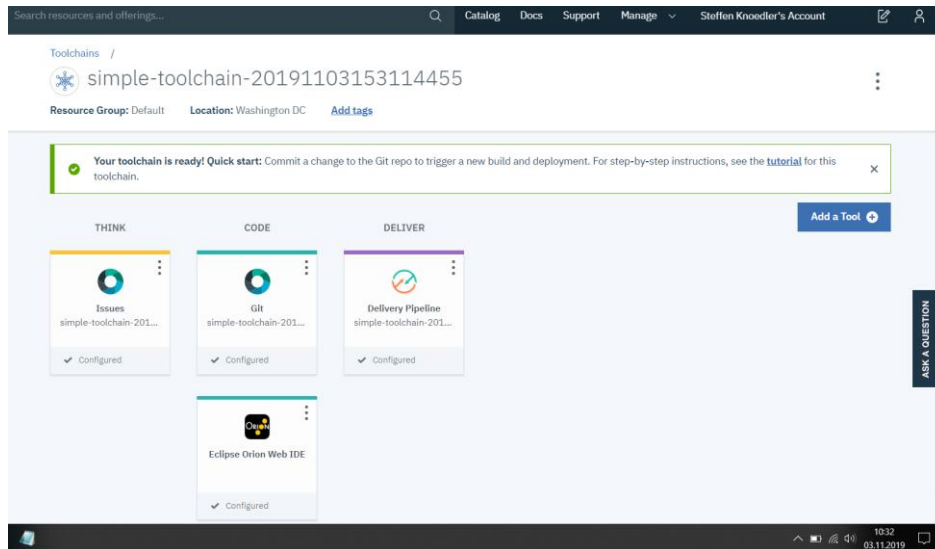 Search resources and offerings...
Catalog Docs Support Manage Steffen Knoedler's Account
Toolchains /
simple-toolchain-20191103153114455
Resource Group: Default Location: Washington DC Add tags
Your toolchain is ready! Quick start: Commit a change to the Git repo to trigger a new build and deployment. For step-by-step instructions, see the tutorial for this
toolchain.
Add a Tool
THINK CODE DELIVER
Issues
simple-toolchain-201...
Configured
Git
simple-toolchain-201...
Configured
Delivery Pipeline
simple-toolchain-201...
Configured
ORION
Eclipse Orion Web IDE
Configured
ASK A QUESTION
10:32
03.11.2019